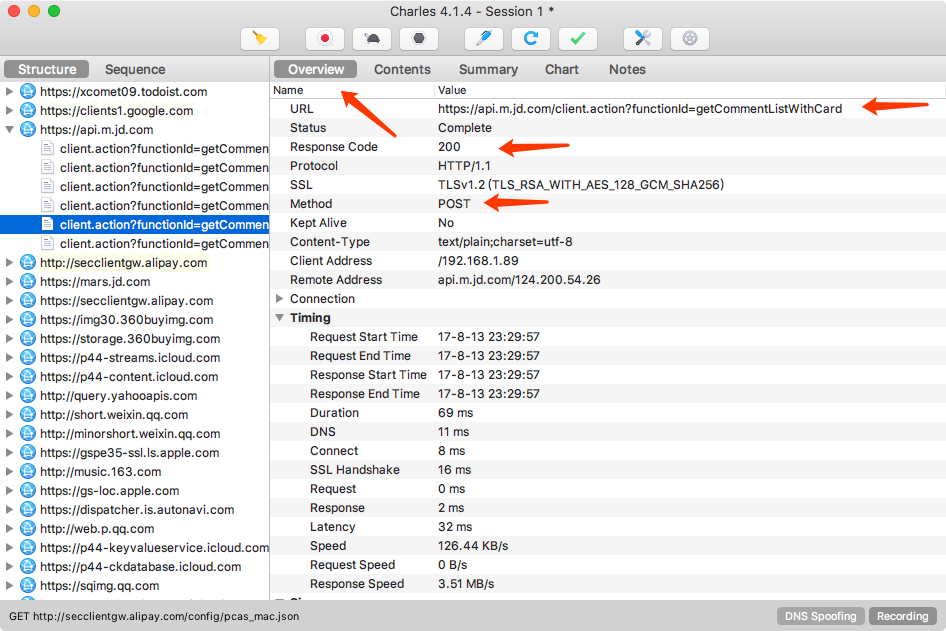 Charles 4.1.4 - Session 1 *
Structure Sequence
Overview Contents Summary Chart Notes
https://xcomet09.todoist.com
https://clients1.google.com
https://api.m.jd.com
client.action?functionId=getCommen
client.action?functionId=getCommen
client.action?functionId=getCommen
client.action?functionId=getCommen
client.action?functionId=getCommen
client.action?functionId=getCommen
http://secclientgw.alipay.com
https://mars.jd.com
https://secclientgw.alipay.com
https://img30.360buyimg.com
https://storage.360buyimg.com
https://p44-streams.icloud.com
https://p44-content.icloud.com
http://query.yahooapis.com
http://short.weixin.qq.com
http://minorshort.weixin.qq.com
https://gspe35-ssl.ls.apple.com
http://music.163.com
https://gs-loc.apple.com
https://dispatcher.is.autonavi.com
http://web.p.qq.com
https://p44-keyvalueservice.icloud.com
https://p44-ckdatabase.icloud.com
https://sqimg.qq.com
Name Value
URL https://api.m.jd.com/client.action?functionId=getCommentListWithCard
Status Complete
Response Code 200
Protocol HTTP/1.1
SSL TLSv1.2 (TLS_RSA_WITH_AES_128_GCM_SHA256)
Method POST
Kept Alive No
Content-Type text/plain;charset=utf-8
Client Address /192.168.1.89
Remote Address api.m.jd.com/124.200.54.26
Connection
Timing
Request Start Time 17-8-13 23:29:57
Request End Time 17-8-13 23:29:57
Response Start Time 17-8-13 23:29:57
Response End Time 17-8-13 23:29:57
Duration 69 ms
DNS 11 ms
Connect 8 ms
SSL Handshake 16 ms
Request 0 ms
Response 2 ms
Latency 32 ms
Speed 126.44 KB/s
Request Speed 0 B/s
Response Speed 3.51 MB/s
GET http://secclientgw.alipay.com/config/pcas_mac.json
DNS Spoofing Recording